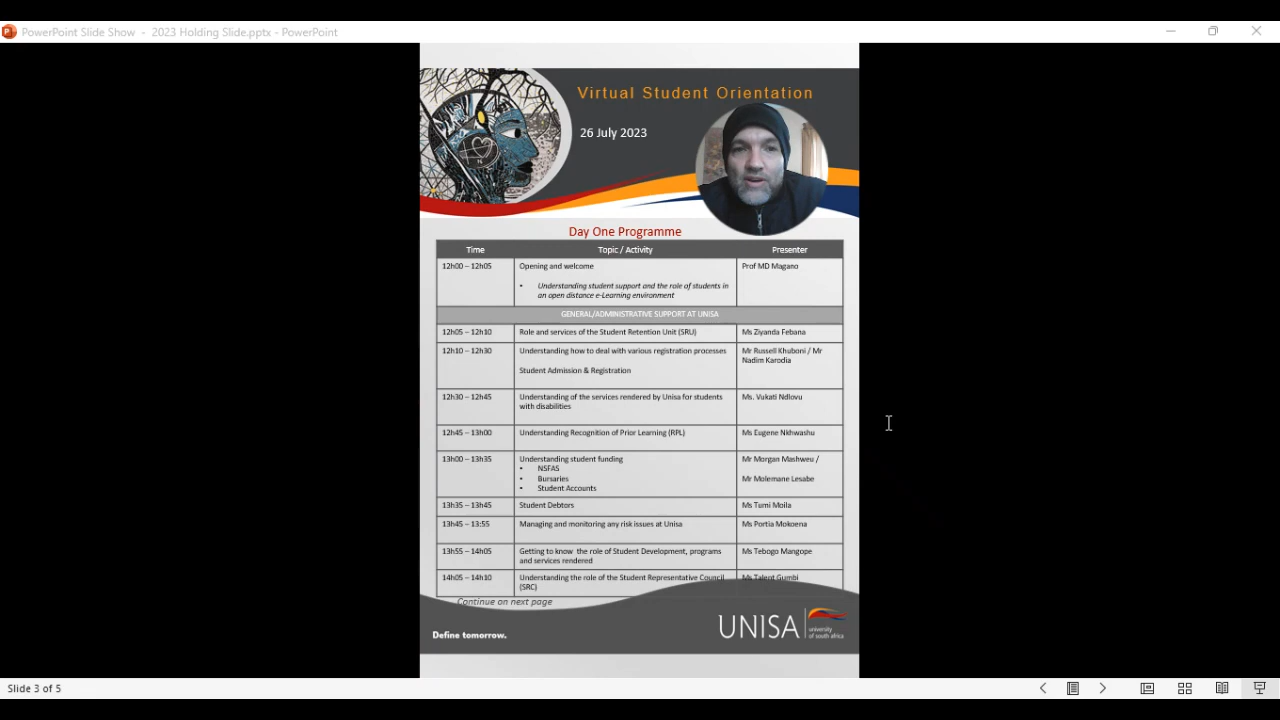 PowerPoint Slide Show - 2023 Holding Slide.pptx - PowerPoint
Virtual Student Orientation
26 July 2023
Day One Programme
Time Topic / Activity Presenter
12h00 – 12h05 Opening and welcome Prof MD Magano
• Understanding student support and the role of students in
an open distance e-Learning environment
GENERAL/ADMINISTRATIVE SUPPORT AT UNISA
12h05 – 12h10 Role and services of the Student Retention Unit (SRU) Ms Ziyanda Febana
12h10 – 12h30 Understanding how to deal with various registration processes Mr Russell Khuboni / Mr
Nadim Karodia
Student Admission & Registration
12h30 – 12h45 Understanding of the services rendered by Unisa for students Ms. Vukati Ndlovu
with disabilities
12h45 – 13h00 Understanding Recognition of Prior Learning (RPL) Ms Eugene Nkhwashu
13h00 – 13h35 Understanding student funding Mr Morgan Mashweu /
• NSFAS
• Bursaries Mr Molemane Lesabe
• Student Accounts
13h35 – 13h45 Student Debtors Ms Tumi Moila
13h45 – 13:55 Managing and monitoring any risk issues at Unisa Ms Portia Mokoena
13h55 – 14h05 Getting to know the role of Student Development, programs Ms Tebogo Mangope
and services rendered
14h05 – 14h10 Understanding the role of the Student Representative Council Ms Talent Gumbi
(SRC)
Continue on next page
Define tomorrow.
UNISA university
of south africa
Slide 3 of 5